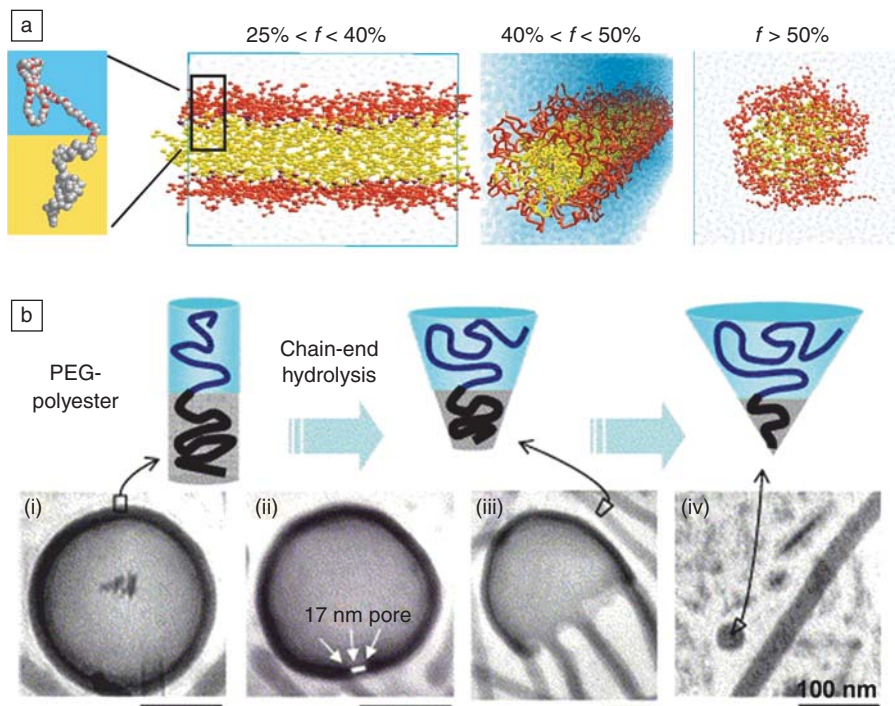 a
25% < f < 40%
40% < f < 50%
f > 50%
b
PEG-
polyester
Chain-end
hydrolysis
(i)
(ii)
(iii)
(iv)
17 nm pore
100 nm